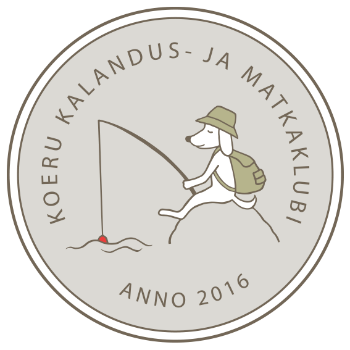 KOERU KALANDUS- JA MATKAKLUBI
ANNO 2016